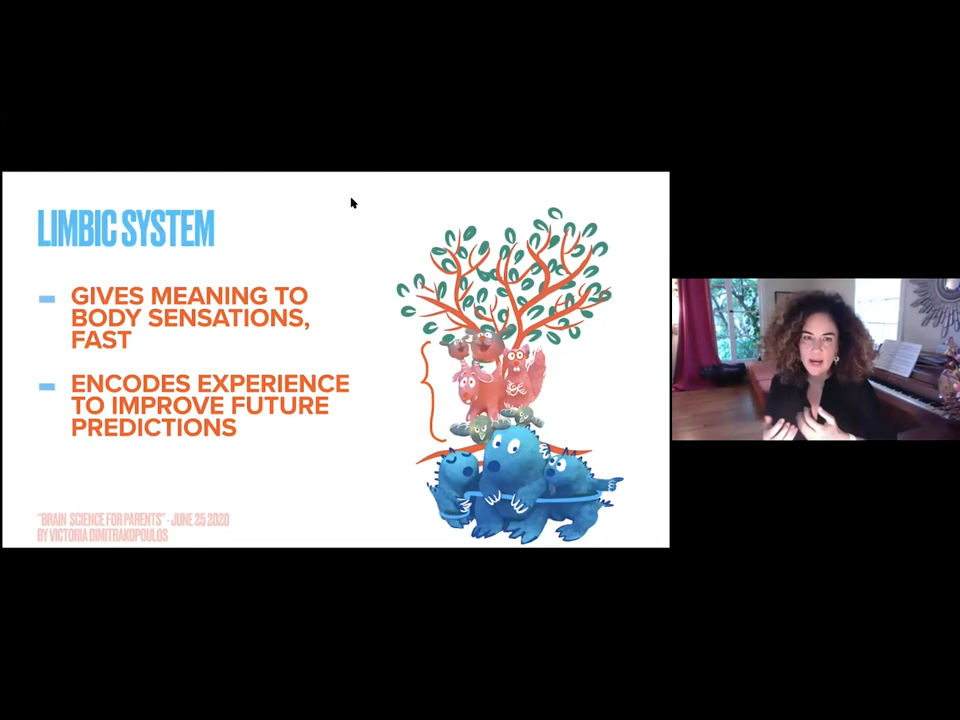 LIMBIC SYSTEM
GIVES MEANING TO
BODY SENSATIONS,
FAST
ENCODES EXPERIENCE
TO IMPROVE FUTURE
PREDICTIONS
"BRAIN SCIENCE FOR PARENTS" - JUNE 25 2020
BY VICTORIA DIMITRAKOPOULOS